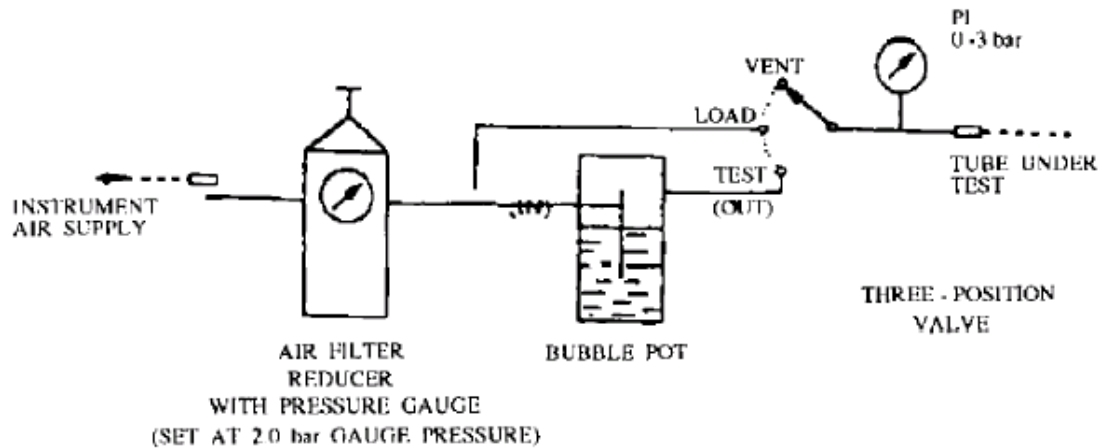 PI
0-3 bar
VENT
LOAD
TEST
(OUT)
(IN)
TUBE UNDER
TEST
INSTRUMENT
AIR SUPPLY
THREE - POSITION
VALVE
AIR FILTER
REDUCER
WITH PRESSURE GAUGE
(SET AT 2.0 bar GAUGE PRESSURE)
BUBBLE POT